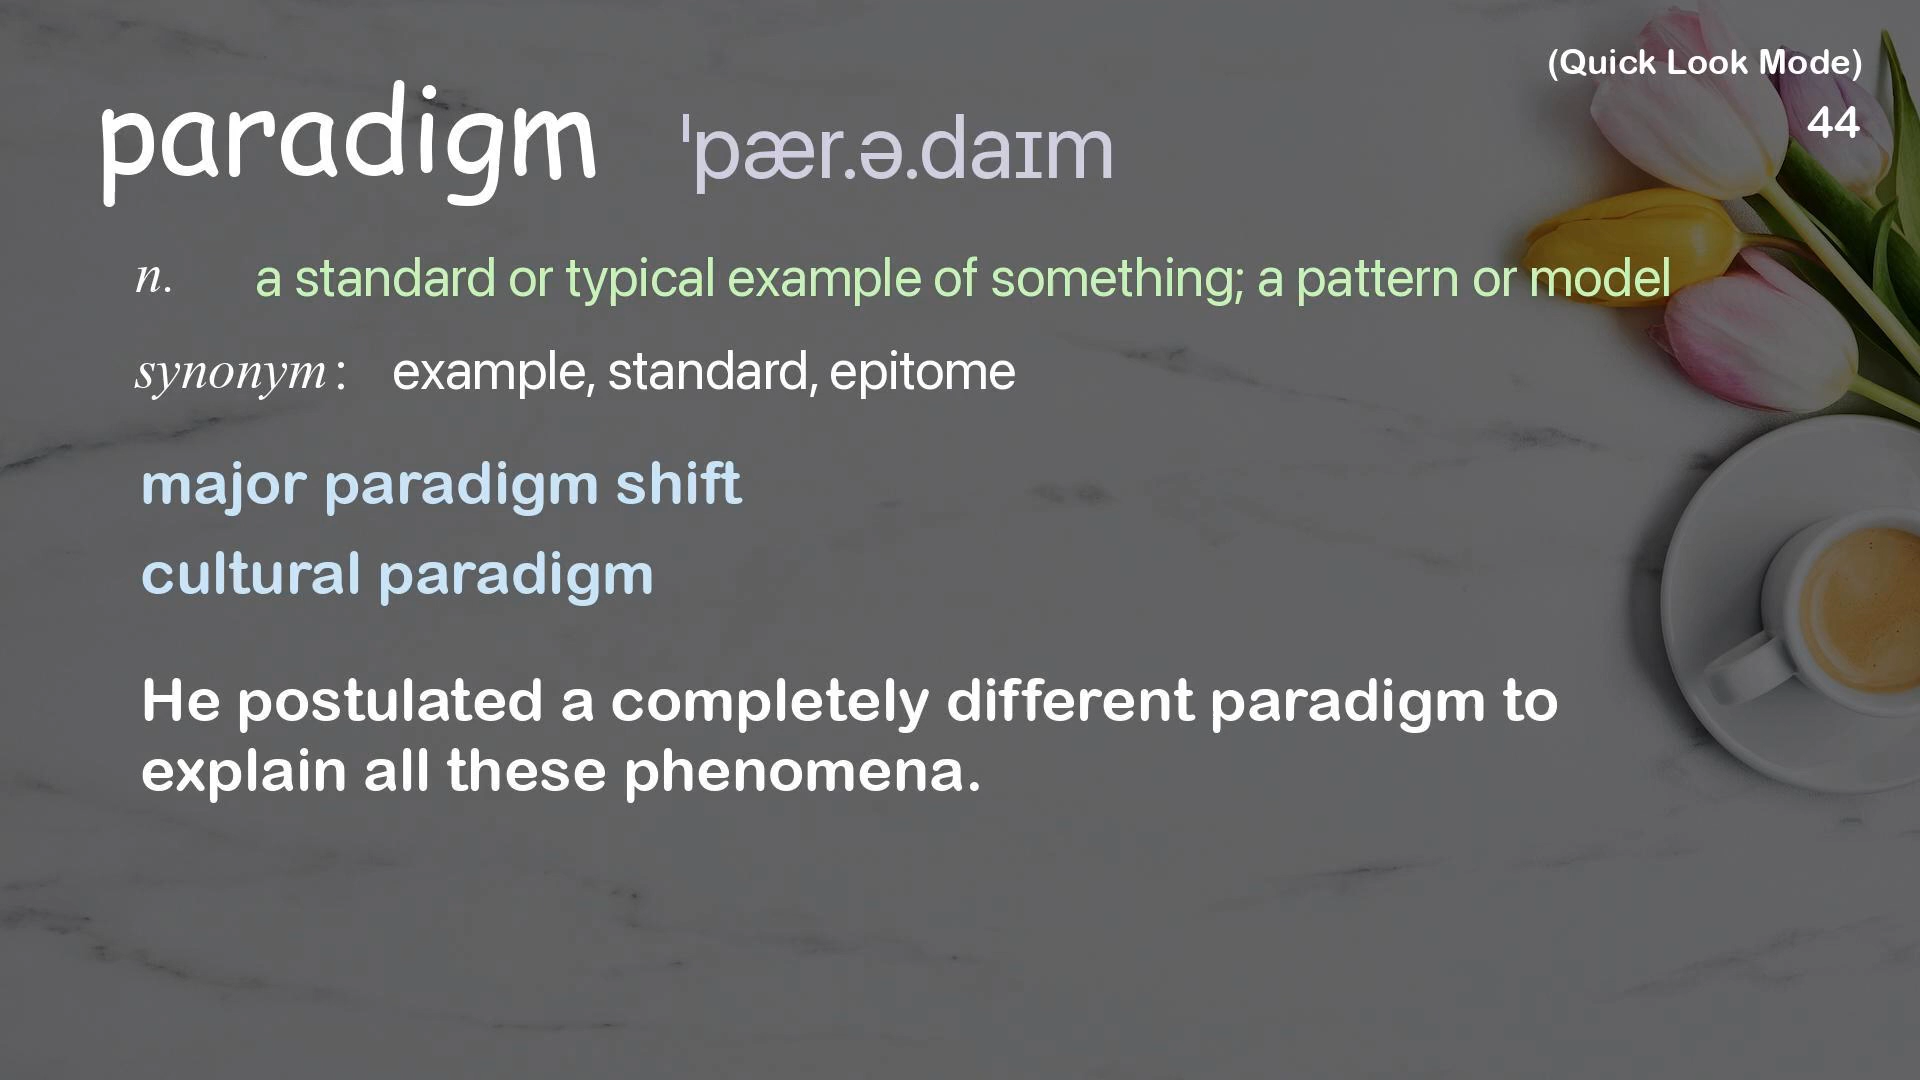 (Quick Look Mode)
44
paradigm ˈpær.ə.daɪm
n. a standard or typical example of something; a pattern or model
synonym: example, standard, epitome
major paradigm shift
cultural paradigm
He postulated a completely different paradigm to
explain all these phenomena.